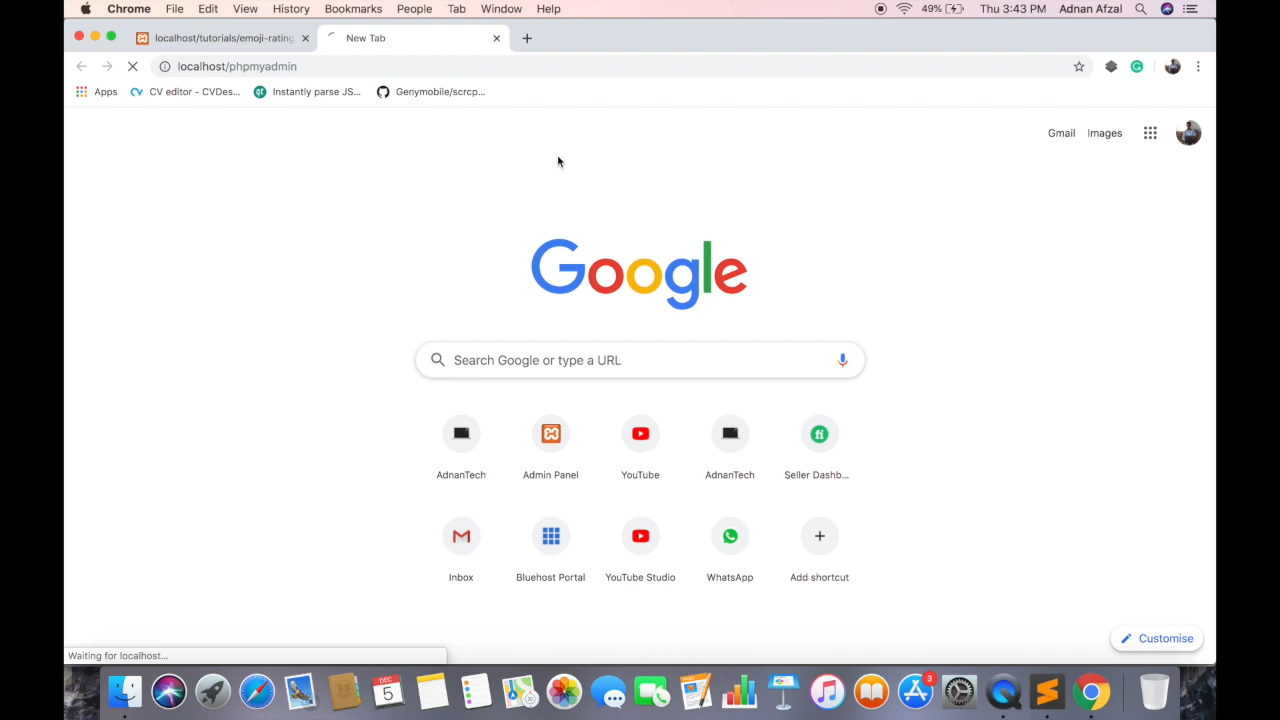 Chrome File Edit View History Bookmarks People Tab Window Help 49% Thu 3:43 PM Adnan Afzal
localhost/tutorials/emoji-rating New Tab
localhost/phpmyadmin
Apps CV editor - CVDes... Instantly parse JS... Genymobile/scrcp...
Gmail Images
Google
Search Google or type a URL
AdnanTech Admin Panel YouTube AdnanTech Seller Dashb...
Inbox Bluehost Portal YouTube Studio WhatsApp Add shortcut
Customise
Waiting for localhost...
DEC
5
3